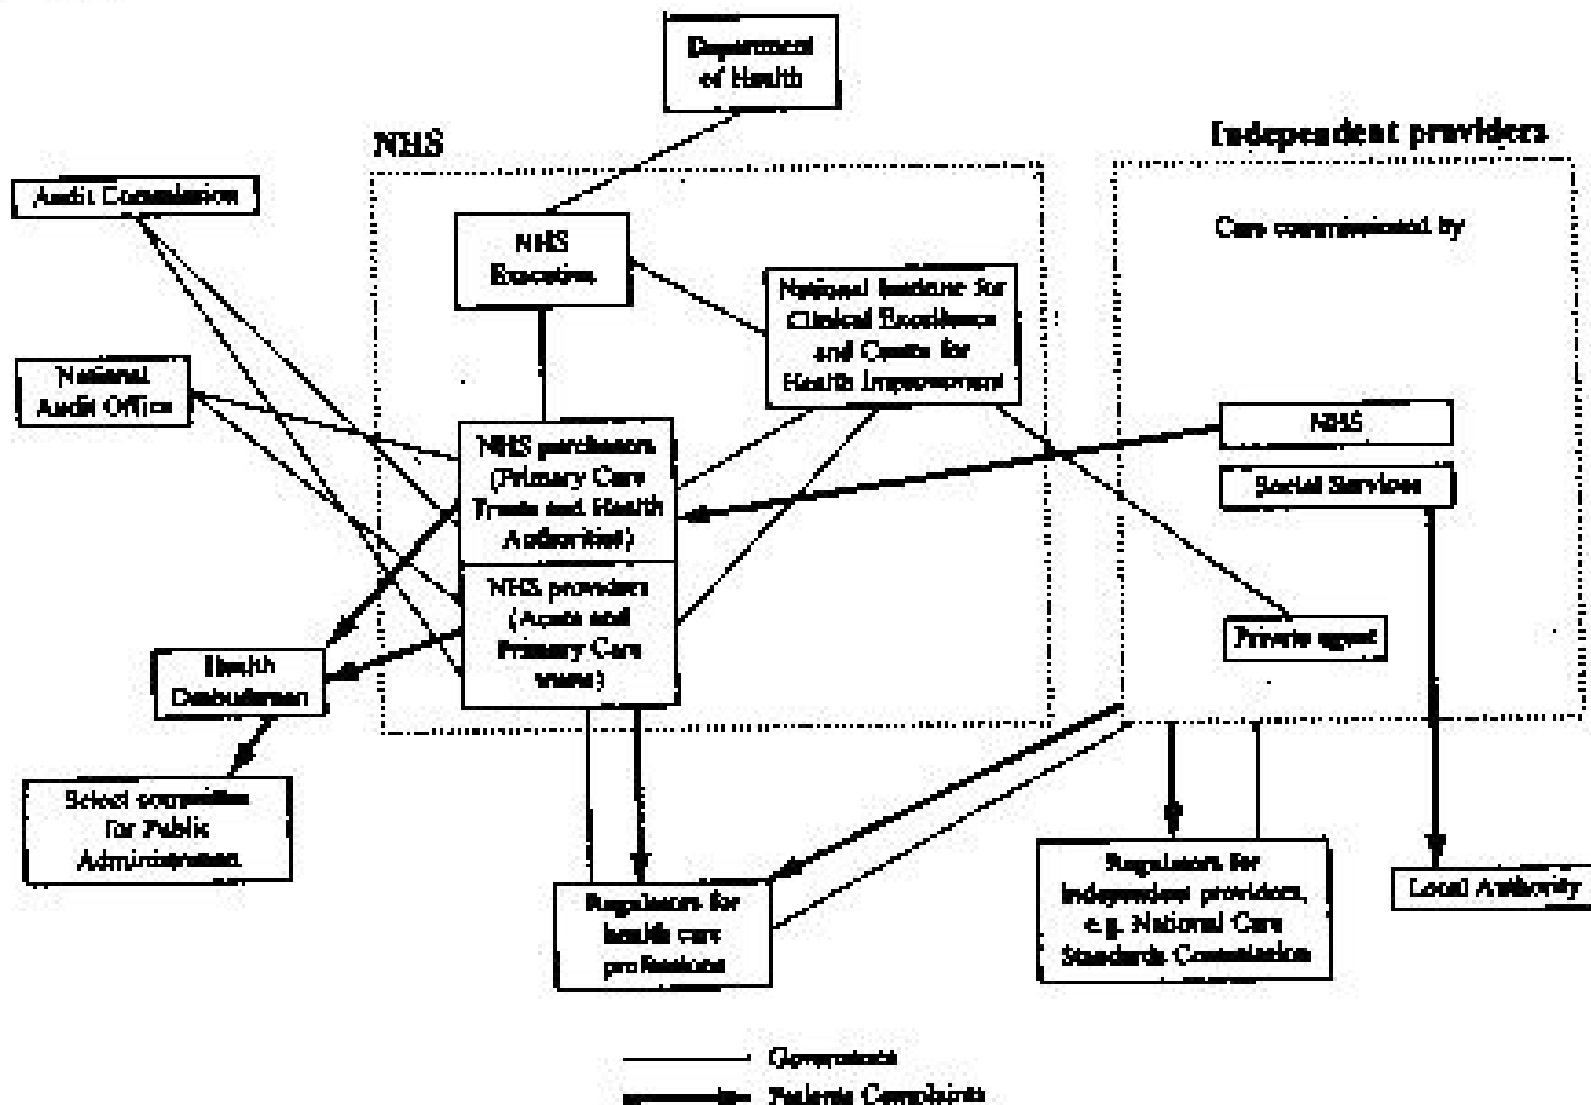 Department
of Health
NHS
Independent providers
Audit Commission
Care commissioned by
NHS
Executive
National Institute for
Clinical Excellence
and Centre for
Health Improvement
National
Audit Office
NHS
Social Services
NHS purchasers
(Primary Care
Trusts and Health
Authorities)
NHS providers
(Acute and
Primary Care
Private agent
Health
Ombudsman
Select committee
for Public
Administration
Regulators for
health care
professions
Regulators for
independent providers,
e.g. National Care
Standards Commission
Local Authority
Governance
Patients Complaints